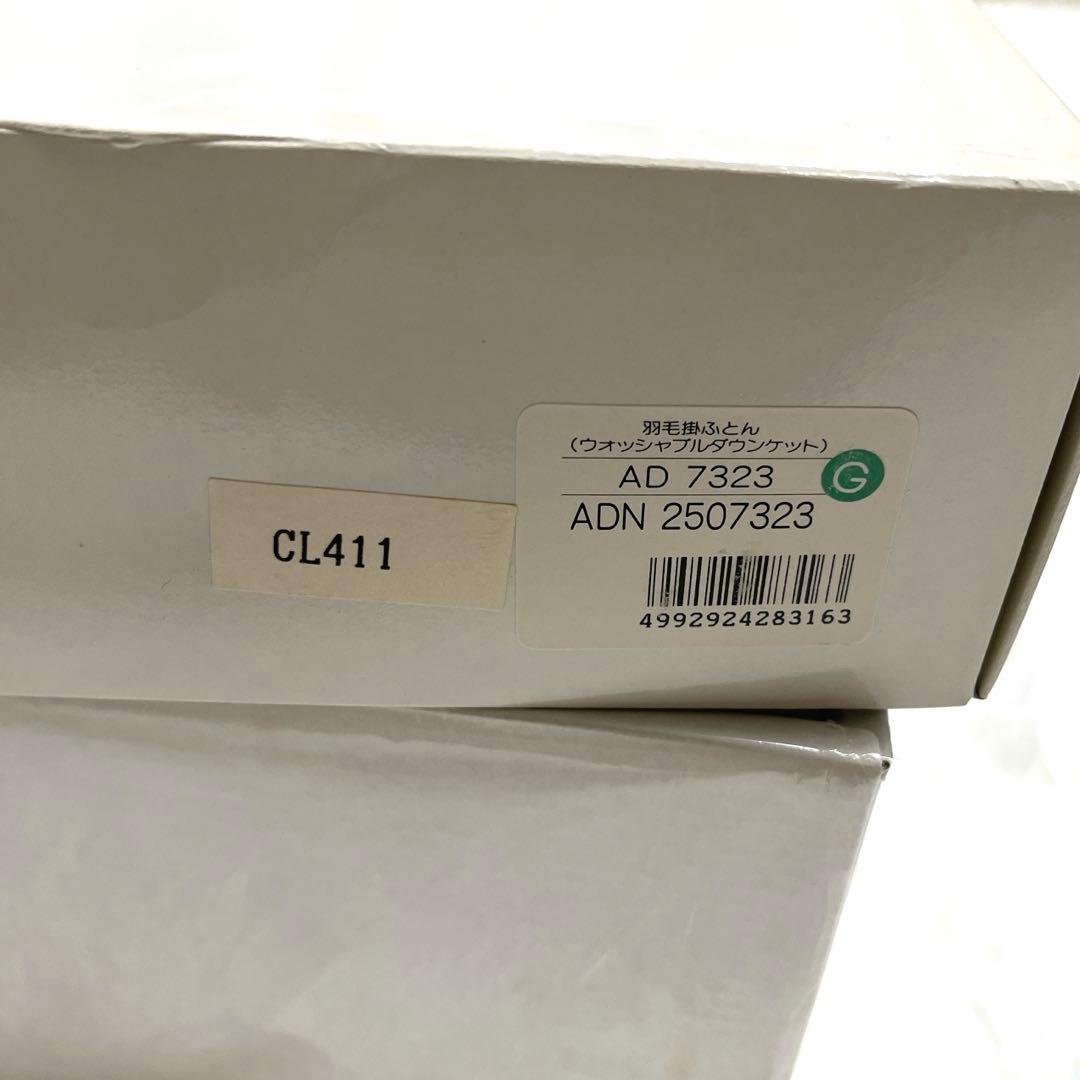 羽毛掛ふとん
(ウオッシャブルダウンケット)
AD 7323
G
ADN 2507323
CL411
4992924283163